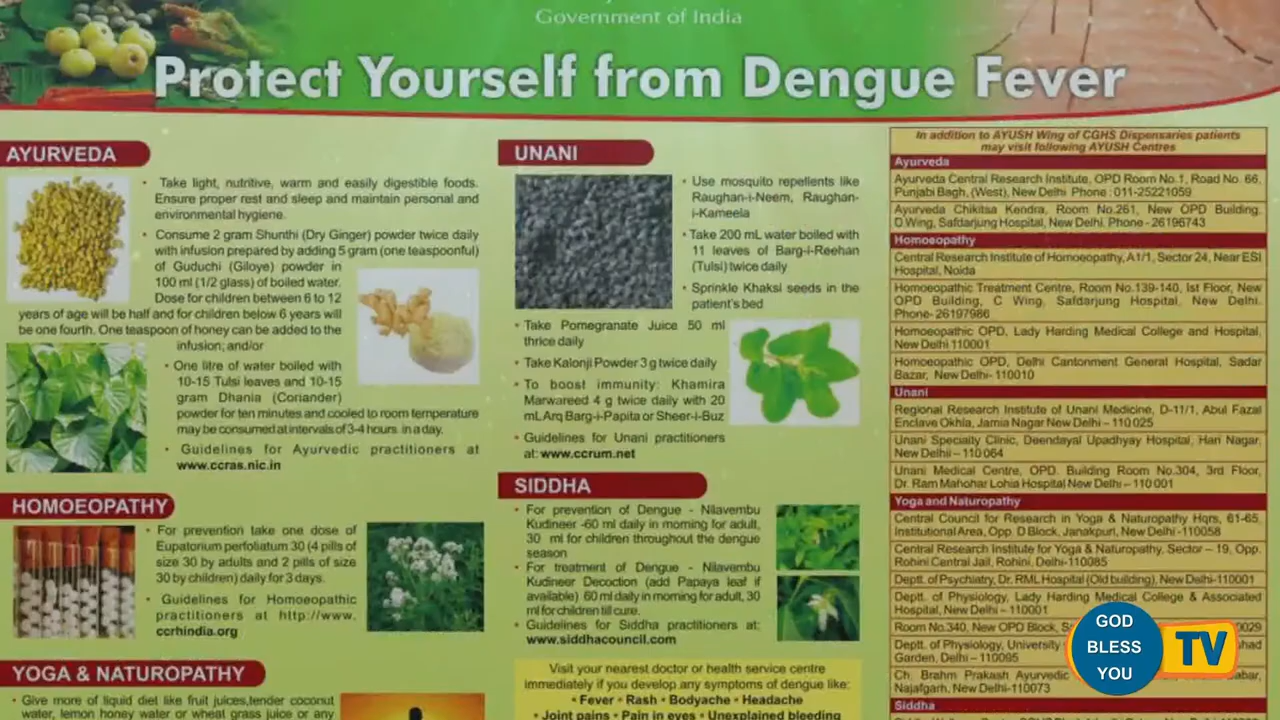 Government of India
Protect Yourself from Dengue Fever
AYURVEDA
• Take light, nutritive, warm and easily digestible foods.
Ensure proper rest and sleep and maintain personal and
environmental hygiene.
• Consume 2 gram Shunthi (Dry Ginger) powder twice daily
with infusion prepared by adding 5 gram (one teaspoonful)
of Guduchi (Giloye) powder in
100 ml (1/2 glass) of boiled water.
Dose for children between 6 to 12
years of age will be half and for children below 6 years will
be one fourth. One teaspoon of honey can be added to the
infusion; and/or
• One litre of water boiled with
10-15 Tulsi leaves and 10-15
gram Dhania (Coriander)
powder for ten minutes and cooled to room temperature
may be consumed at intervals of 3-4 hours in a day.
• Guidelines for Ayurvedic practitioners at
www.ccras.nic.in
HOMOEOPATHY
• For prevention take one dose of
Eupatorium perfoliatum 30 (4 pills of
size 30 by adults and 2 pills of size
30 by children) daily for 3 days.
• Guidelines for Homoeopathic
practitioners at http://www.
ccrhindia.org
YOGA & NATUROPATHY
• Give more of liquid diet like fruit juices,tender coconut
water, lemon honey water or wheat grass juice or any
UNANI
• Use mosquito repellents like
Raughan-i-Neem, Raughan-
i-Kameela
• Take 200 mL water boiled with
11 leaves of Barg-i-Reehan
(Tulsi) twice daily
• Sprinkle Khaksi seeds in the
patient's bed
• Take Pomegranate Juice 50 ml
thrice daily
• Take Kalonji Powder 3 g twice daily
• To boost immunity: Khamira
Marwareed 4 g twice daily with 20
mL Arq Barg-i-Papita or Sheer-i-Buz
• Guidelines for Unani practitioners
at: www.ccrum.net
SIDDHA
• For prevention of Dengue - Nilavembu
Kudineer -60 ml daily in morning for adult,
30 ml for children throughout the dengue
season
• For treatment of Dengue - Nilavembu
Kudineer Decoction (add Papaya leaf if
available) 60 ml daily in morning for adult, 30
ml for children till cure.
• Guidelines for Siddha practitioners at:
www.siddhacouncil.com
Visit your nearest doctor or health service centre
immediately if you develop any symptoms of dengue like:
• Fever • Rash • Bodyache • Headache
• Joint pains • Pain in eyes • Unexplained bleeding
In addition to AYUSH Wing of CGHS Dispensaries patients
may visit following AYUSH Centres
Ayurveda
Ayurveda Central Research Institute, OPD Room No.1, Road No. 66,
Punjabi Bagh, (West), New Delhi Phone : 011-25221059
Ayurveda Chikitsa Kendra, Room No.261, New OPD Building.
D.Wing, Safdarjung Hospital, New Delhi. Phone - 26196743
Homoeopathy
Central Research Institute of Homoeopathy, A1/1, Sector 24, Near ESI
Hospital, Noida
Homoeopathic Treatment Centre, Room No.139-140, Ist Floor, New
OPD Building, C Wing, Safdarjung Hospital, New Delhi.
Phone- 26197986
Homoeopathic OPD, Lady Harding Medical College and Hospital,
New Delhi 110001
Homoeopathic OPD, Delhi Cantonment General Hospital, Sadar
Bazar, New Delhi- 110010
Unani
Regional Research Institute of Unani Medicine, D-11/1, Abul Fazal
Enclave Okhla, Jamia Nagar New Delhi – 110 025
Unani Specialty Clinic, Deendayal Upadhyay Hospital, Hari Nagar,
New Delhii – 110 064
Unani Medical Centre, OPD. Building Room No.304, 3rd Floor,
Dr. Ram Mahohar Lohia Hospital New Delhi – 110 001
Yoga and Naturopathy
Central Council for Research in Yoga & Naturopathy Hqrs, 61-65,
Institutional Area, Opp. D Block, Janakpuri, New Delhi -110058
Central Research Institute for Yoga & Naturopathy, Sector – 19, Opp.
Rohini Central Jail, Rohini, Delhi-110085
Deptt. of Psychiatry, Dr. RML Hospital (Old building), New Delhi-110001
Deptt. of Physiology, Lady Harding Medical College & Associated
Hospital, New Delhi – 110001
Room No.340, New OPD Block, 0029
Deptt. of Physiology, University
Garden, Delhi – 110095
Ch. Brahm Prakash Ayurvedic
Najafgarh, New Delhi-110073
Siddha
GOD
BLESS
YOU
TV